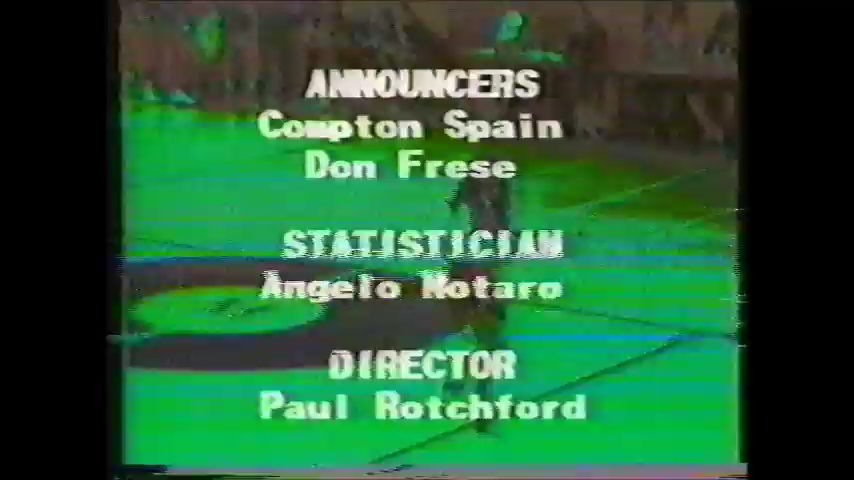 ANNOUNCERS
Compton Spain
Don Frese
STATISTICIAN
Angelo Notaro
DIRECTOR
Paul Rotchford